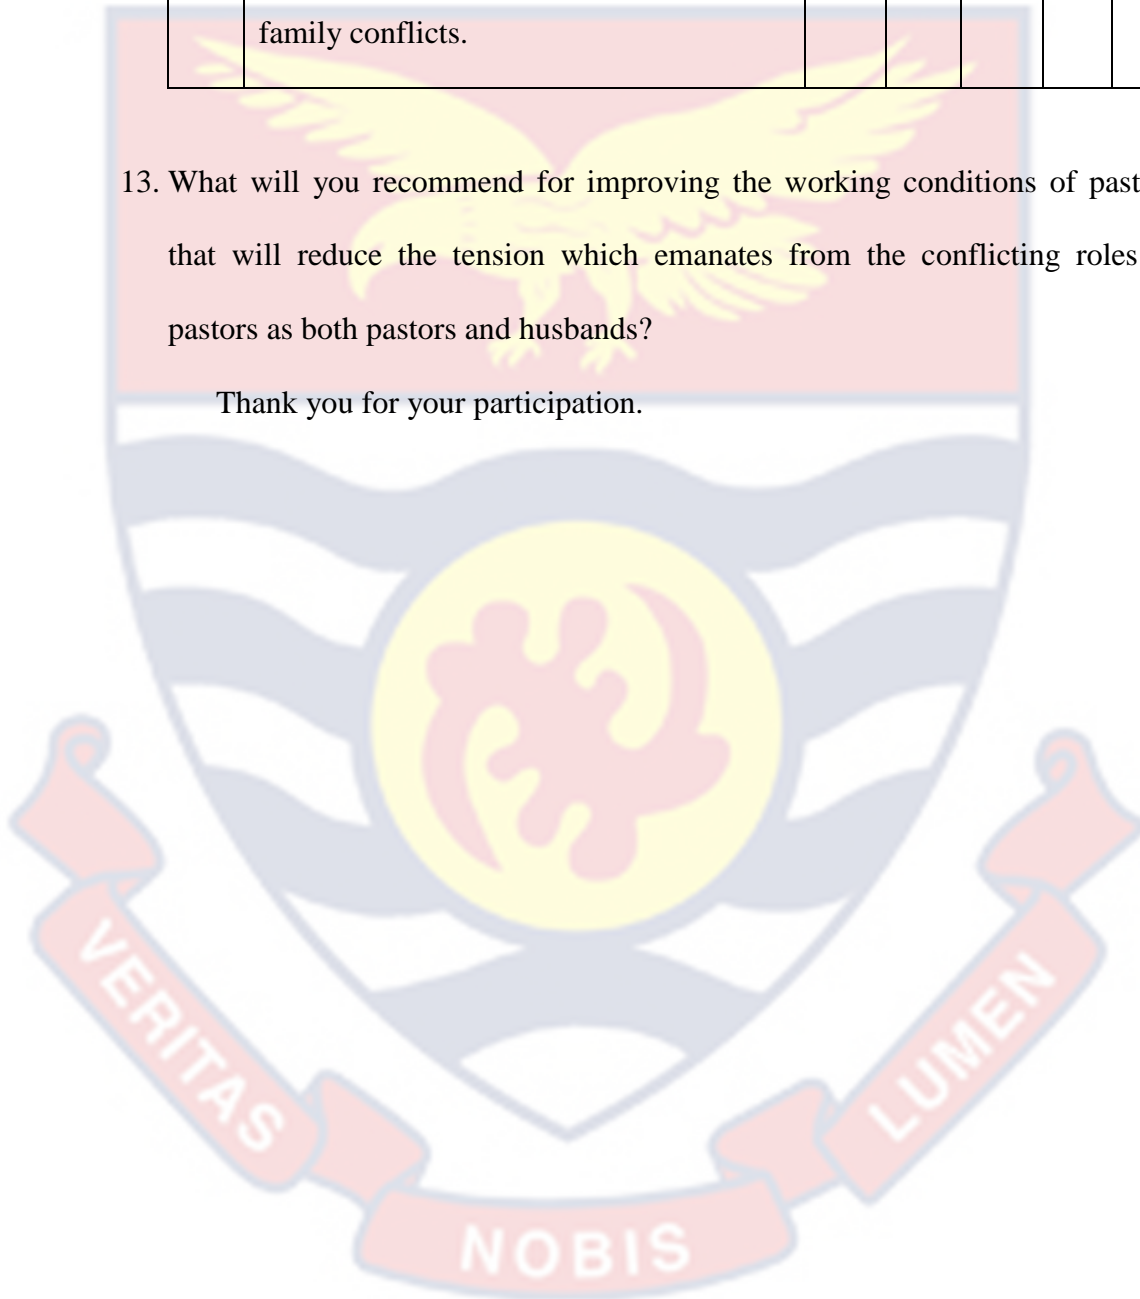 family conflicts.
13. What will you recommend for improving the working conditions of past
that will reduce the tension which emanates from the conflicting roles
pastors as both pastors and husbands?
Thank you for your participation.
VERITAS
NOBIS
LUMEN